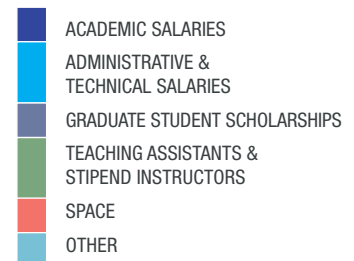 ACADEMIC SALARIES
ADMINISTRATIVE &
TECHNICAL SALARIES
GRADUATE STUDENT SCHOLARSHIPS
TEACHING ASSISTANTS &
STIPEND INSTRUCTORS
SPACE
OTHER